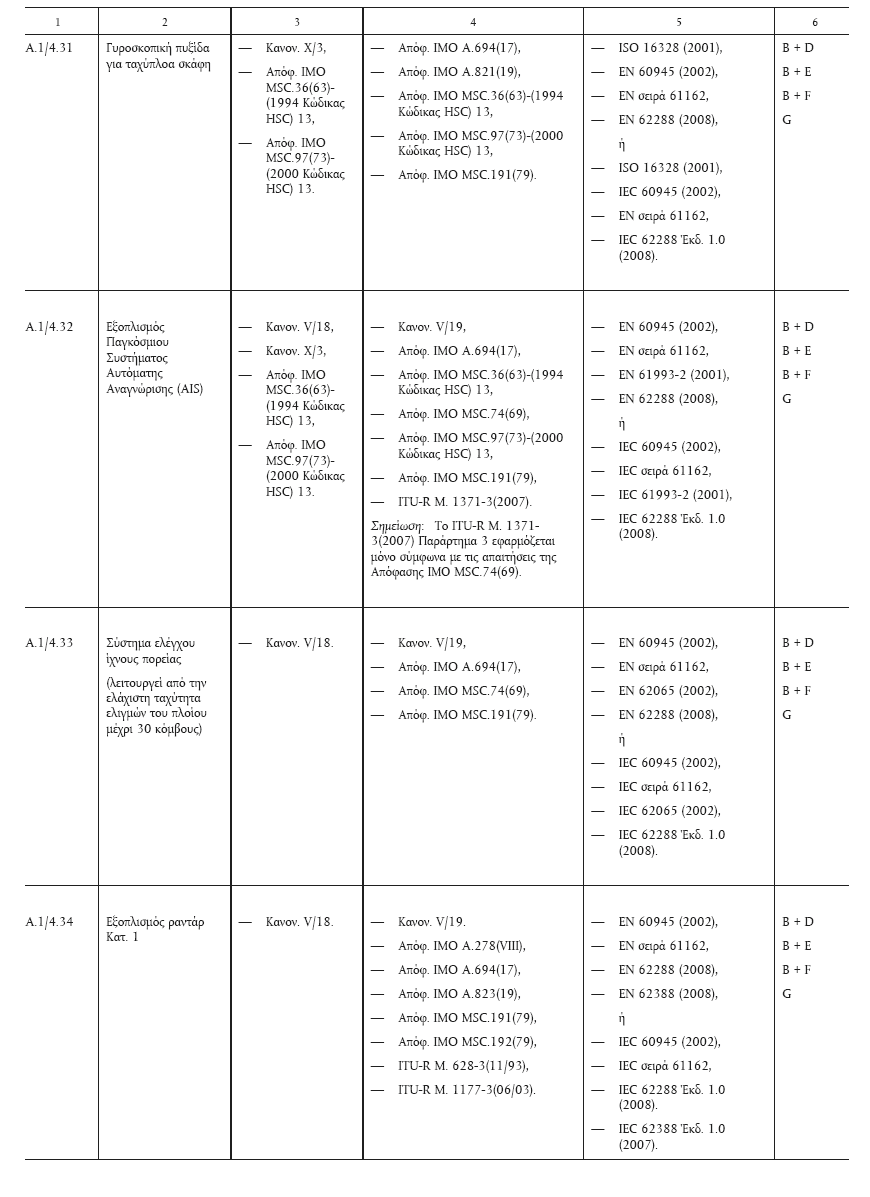 1 2 3 4 5 6
A.1/4.31
Γυροσκοπική πυξίδα
για ταχύπλοα σκάφη
— Κανον. X/3,
— Απόφ. IMO
MSC.36(63)-
(1994 Κώδικας
HSC) 13,
— Απόφ. IMO
MSC.97(73)-
(2000 Κώδικας
HSC) 13.
— Απόφ. IMO A.694(17),
— Απόφ. IMO A.821(19),
— Απόφ. IMO MSC.36(63)-(1994
Κώδικας HSC) 13,
— Απόφ. IMO MSC.97(73)-(2000
Κώδικας HSC) 13,
— Απόφ. IMO MSC.191(79).
— ISO 16328 (2001),
— EN 60945 (2002),
— EN σειρά 61162,
— EN 62288 (2008),
ή
— ISO 16328 (2001),
— IEC 60945 (2002),
— EN σειρά 61162,
— IEC 62288 Έκδ. 1.0
(2008).
B + D
B + E
B + F
G
A.1/4.32
Εξοπλισμός
Παγκόσμιου
Συστήματος
Αυτόματης
Αναγνώρισης (AIS)
— Κανον. V/18,
— Κανον. X/3,
— Απόφ. IMO
MSC.36(63)-
(1994 Κώδικας
HSC) 13,
— Απόφ. IMO
MSC.97(73)-
(2000 Κώδικας
HSC) 13.
— Κανον. V/19,
— Απόφ. IMO A.694(17),
— Απόφ. IMO MSC.36(63)-(1994
Κώδικας HSC) 13,
— Απόφ. IMO MSC.74(69),
— Απόφ. IMO MSC.97(73)-(2000
Κώδικας HSC) 13,
— Απόφ. IMO MSC.191(79),
— ITU-R M. 1371-3(2007).
Σημείωση: Το ITU-R M. 1371-
3(2007) Παράρτημα 3 εφαρμόζεται
μόνο σύμφωνα με τις απαιτήσεις της
Απόφασης IMO MSC.74(69).
— EN 60945 (2002),
— EN σειρά 61162,
— EN 61993-2 (2001),
— EN 62288 (2008),
ή
— IEC 60945 (2002),
— IEC σειρά 61162,
— IEC 61993-2 (2001),
— IEC 62288 Έκδ. 1.0
(2008).
B + D
B + E
B + F
G
A.1/4.33
Σύστημα ελέγχου
ίχνους πορείας
(λειτουργεί από την
ελάχιστη ταχύτητα
ελιγμών του πλοίου
μέχρι 30 κόμβους)
— Κανον. V/18.
— Κανον. V/19,
— Απόφ. IMO A.694(17),
— Απόφ. IMO MSC.74(69),
— Απόφ. IMO MSC.191(79).
— EN 60945 (2002),
— EN σειρά 61162,
— EN 62065 (2002),
— EN 62288 (2008),
ή
— IEC 60945 (2002),
— IEC σειρά 61162,
— IEC 62065 (2002),
— IEC 62288 Έκδ. 1.0
(2008).
B + D
B + E
B + F
G
A.1/4.34
Εξοπλισμός ραντάρ
Κατ. 1
— Κανον. V/18.
— Κανον. V/19.
— Απόφ. IMO A.278(VIII),
— Απόφ. IMO A.694(17),
— Απόφ. IMO A.823(19),
— Απόφ. IMO MSC.191(79),
— Απόφ. IMO MSC.192(79),
— ITU-R M. 628-3(11/93),
— ITU-R M. 1177-3(06/03).
— EN 60945 (2002),
— EN σειρά 61162,
— EN 62288 (2008),
— EN 62388 (2008),
ή
— IEC 60945 (2002),
— IEC σειρά 61162,
— IEC 62288 Έκδ. 1.0
(2008).
— IEC 62388 Έκδ. 1.0
(2007).
B + D
B + E
B + F
G